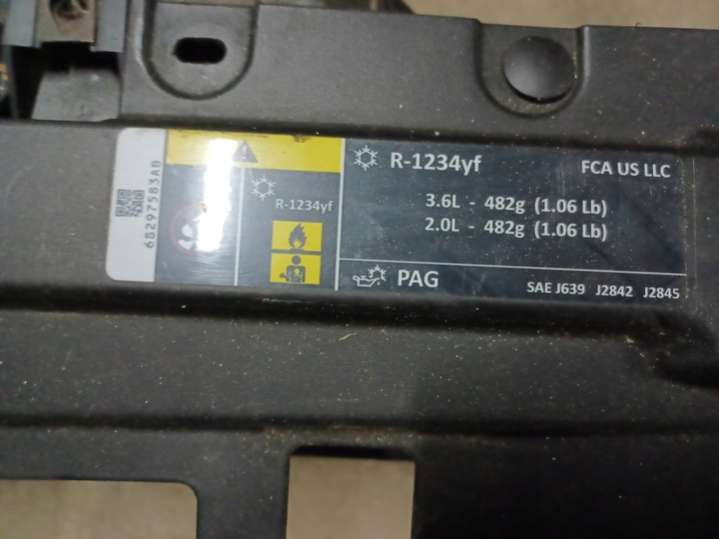 68297583AB
R-1234yf
R-1234yf
FCA US LLC
3.6L - 482g (1.06 Lb)
2.0L - 482g (1.06 Lb)
PAG
SAE J639 J2842 J2845